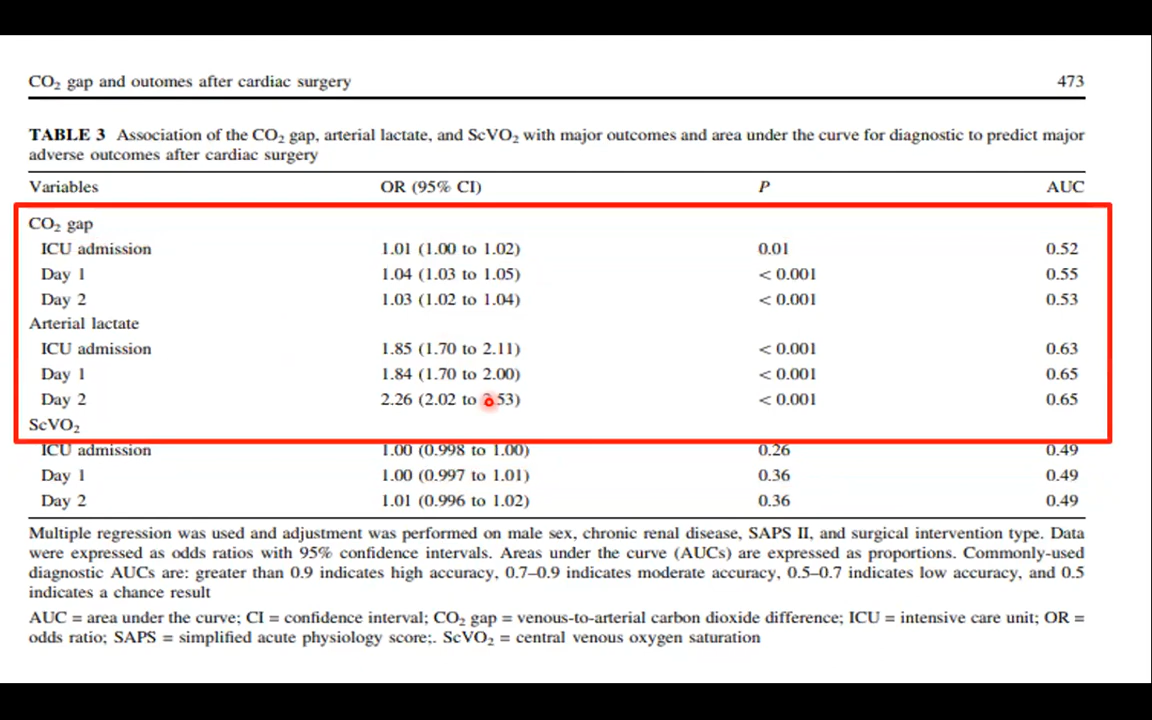 CO₂ gap and outomes after cardiac surgery 473
TABLE 3 Association of the CO₂ gap, arterial lactate, and ScVO₂ with major outcomes and area under the curve for diagnostic to predict major
adverse outcomes after cardiac surgery
Variables OR (95% CI) P AUC
CO₂ gap
ICU admission 1.01 (1.00 to 1.02) 0.01 0.52
Day 1 1.04 (1.03 to 1.05) < 0.001 0.55
Day 2 1.03 (1.02 to 1.04) < 0.001 0.53
Arterial lactate
ICU admission 1.85 (1.70 to 2.11) < 0.001 0.63
Day 1 1.84 (1.70 to 2.00) < 0.001 0.65
Day 2 2.26 (2.02 to 53) < 0.001 0.65
ScVO₂
ICU admission 1.00 (0.998 to 1.00) 0.26 0.49
Day 1 1.00 (0.997 to 1.01) 0.36 0.49
Day 2 1.01 (0.996 to 1.02) 0.36 0.49
Multiple regression was used and adjustment was performed on male sex, chronic renal disease, SAPS II, and surgical intervention type. Data
were expressed as odds ratios with 95% confidence intervals. Areas under the curve (AUCs) are expressed as proportions. Commonly-used
diagnostic AUCs are: greater than 0.9 indicates high accuracy, 0.7–0.9 indicates moderate accuracy, 0.5–0.7 indicates low accuracy, and 0.5
indicates a chance result
AUC = area under the curve; CI = confidence interval; CO₂ gap = venous-to-arterial carbon dioxide difference; ICU = intensive care unit; OR =
odds ratio; SAPS = simplified acute physiology score;. ScVO₂ = central venous oxygen saturation